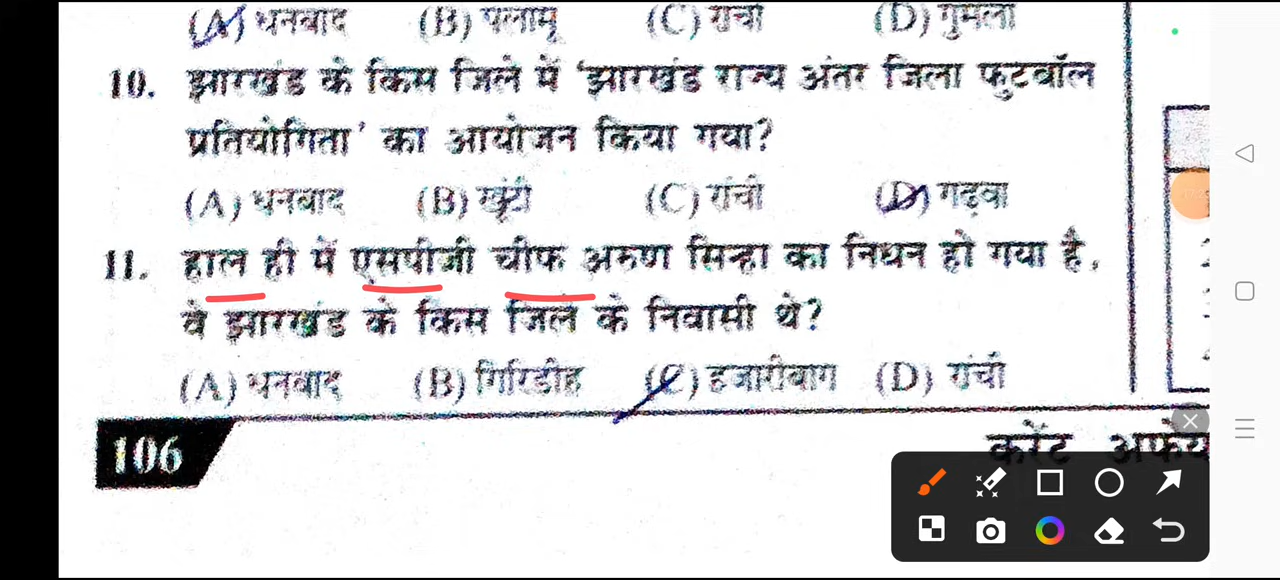 (A) धनबाद (B) पलामू (C) रांची (D) गुमला
10. झारखंड के किस जिले में ‘झारखंड राज्य अंतर जिला फुटबॉल
प्रतियोगिता’ का आयोजन किया गया?
(A) धनबाद (B) खूंटी (C) रांची (D) गढ़वा
11. हाल ही में एसपीजी चीफ अरुण सिन्हा का निधन हो गया है,
वे झारखंड के किस जिले के निवासी थे?
(A) धनबाद (B) गिरिडीह (C) हजारीबाग (D) रांची
106
करेंट